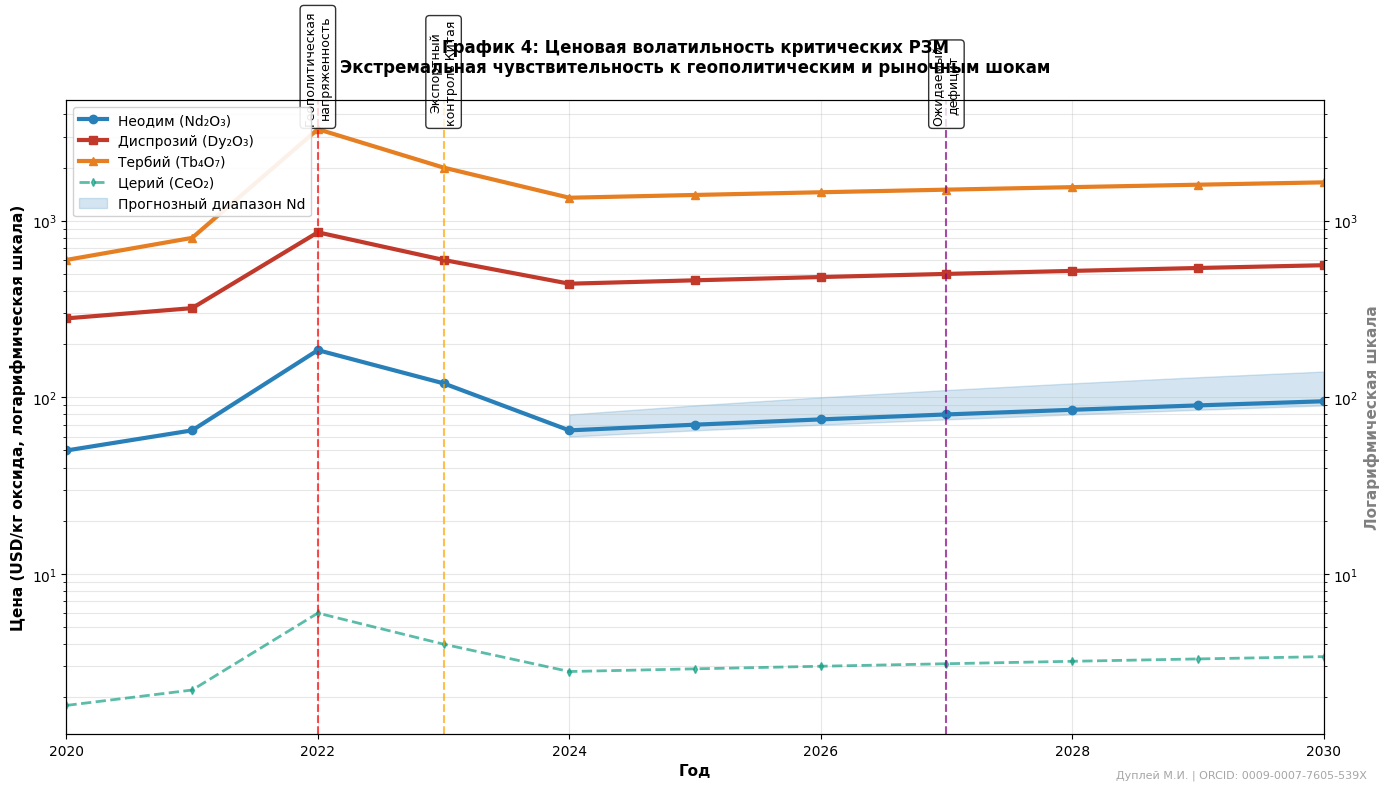 График 4: Ценовая волатильность критических РЗМ
Экстремальная чувствительность к геополитическим и рыночным шокам
напряженность
Экспортный
контроль Китая
Ожидаемый
дефицит
Неодим (Nd₂O₃)
Диспрозий (Dy₂O₃)
Тербий (Tb₄O₇)
Церий (CeO₂)
Прогнозный диапазон Nd
Цена (USD/кг оксида, логарифмическая шкала)
10³
10²
10¹
10³
10²
10¹
Логарифмическая шкала
2020 2022 2024 2026 2028 2030
Год
Дуплей М.И. | ORCID: 0009-0007-7605-539X